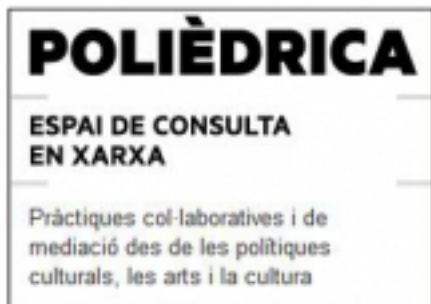 POLIÈDRICA
ESPAI DE CONSULTA
EN XARXA
Pràctiques col·laboratives i de
mediació des de les polítiques
culturals, les arts i la cultura